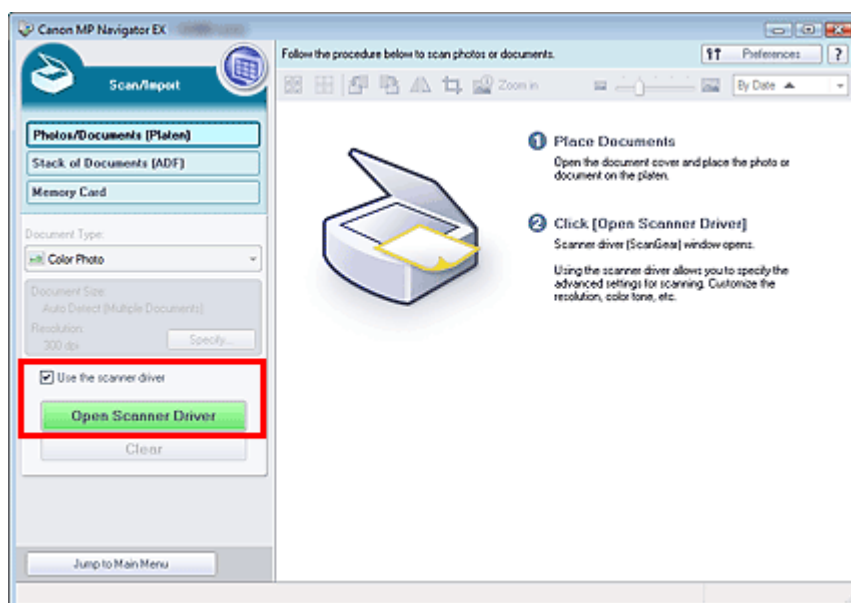 Canon MP Navigator EX
Scan/Import
Photos/Documents (Platen)
Stack of Documents (ADF)
Memory Card
Document Type:
Color Photo
Document Size:
Auto Detect (Multiple Documents)
Resolution:
300 dpi
Specify...
Use the scanner driver
Open Scanner Driver
Clear
Jump to Main Menu
Follow the procedure below to scan photos or documents.
Preferences
?
Zoom in
By Date
1 Place Documents
Open the document cover and place the photo or
document on the platen.
2 Click [Open Scanner Driver]
Scanner driver (ScanGear) window opens.
Using the scanner driver allows you to specify the
advanced settings for scanning. Customize the
resolution, color tone, etc.